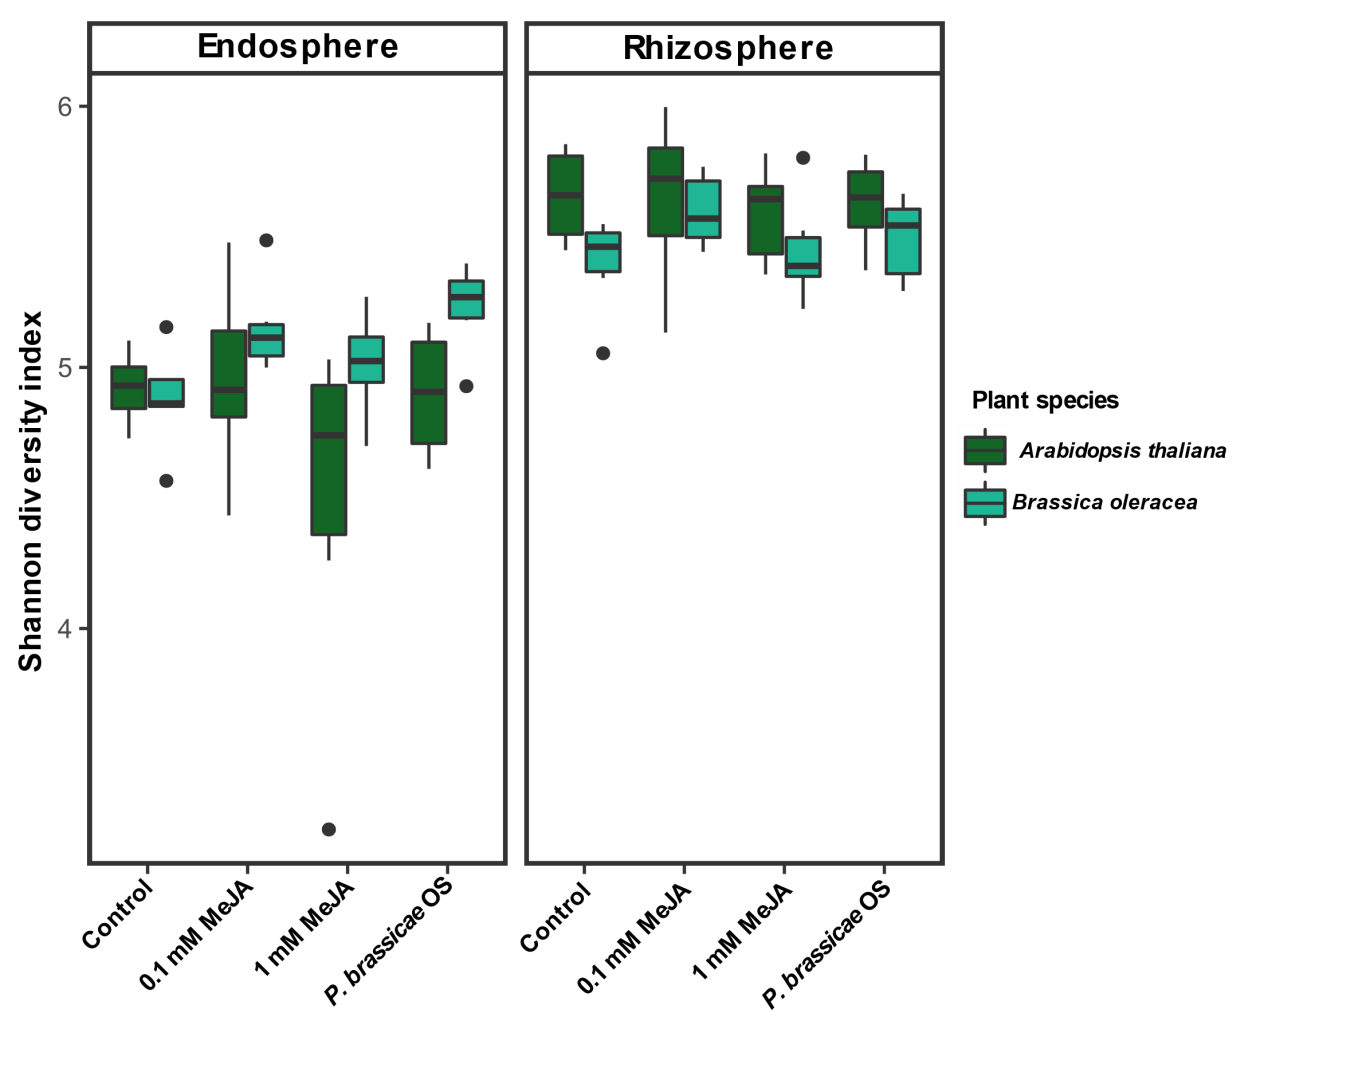 Endosphere
Rhizosphere
Shannon diversity index
6
5
4
Control
0.1 mM MeJA
1 mM MeJA
P. brassicae OS
Control
0.1 mM MeJA
1 mM MeJA
P. brassicae OS
Plant species
Arabidopsis thaliana
Brassica oleracea